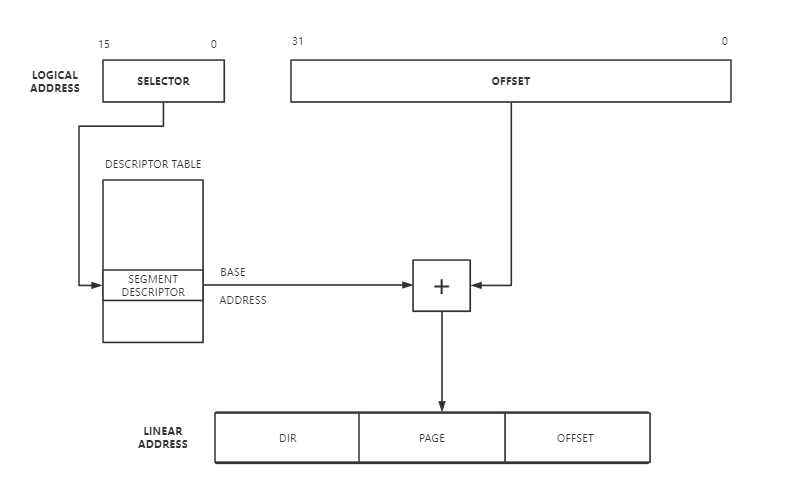 15
0
31
0
LOGICAL
ADDRESS
SELECTOR
OFFSET
DESCRIPTOR TABLE
SEGMENT
DESCRIPTOR
BASE
ADDRESS
+
LINEAR
ADDRESS
DIR
PAGE
OFFSET